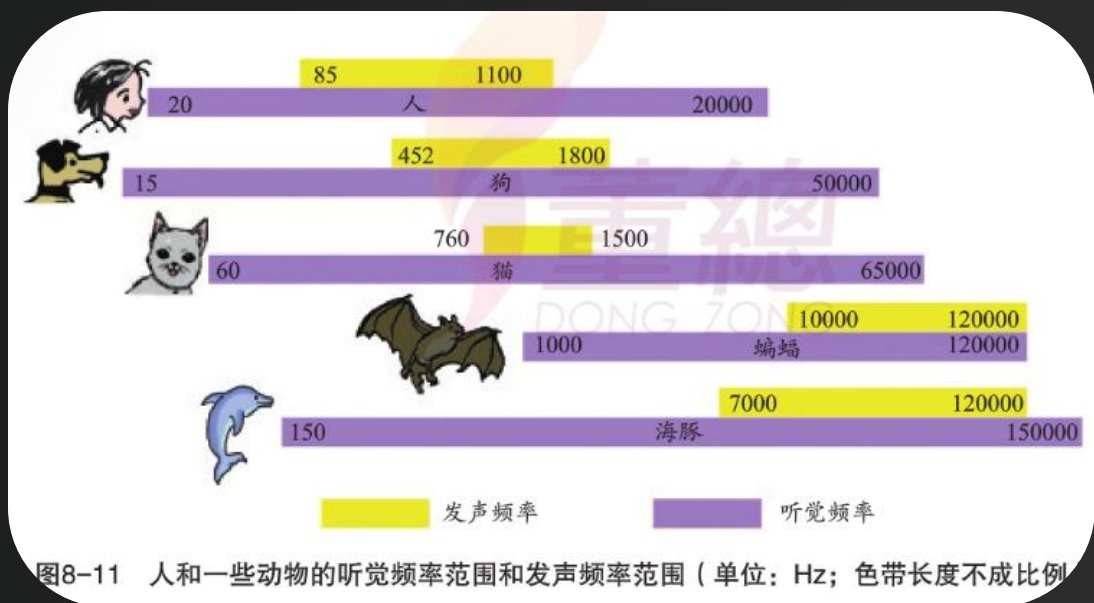 85 1100
20 人 20000
452 1800
15 狗 50000
760 1500
60 猫 65000
10000 120000
1000 蝙蝠 120000
7000 120000
150 海豚 150000
董總
DONG ZONG
发声频率 听觉频率
图8-11 人和一些动物的听觉频率范围和发声频率范围（单位：Hz；色带长度不成比例